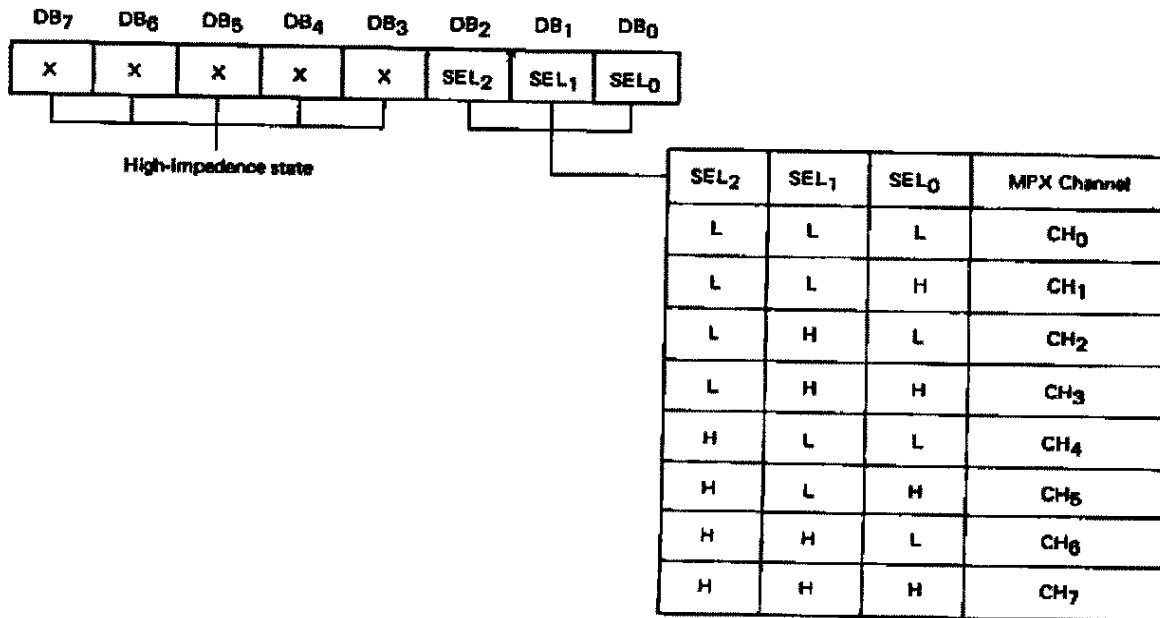 DB7 DB6 DB5 DB4 DB3 DB2 DB1 DB0
X X X X X SEL2 SEL1 SEL0
High-impedence state
SEL2 SEL1 SEL0 MPX Channel
L L L CH0
L L H CH1
L H L CH2
L H H CH3
H L L CH4
H L H CH5
H H L CH6
H H H CH7